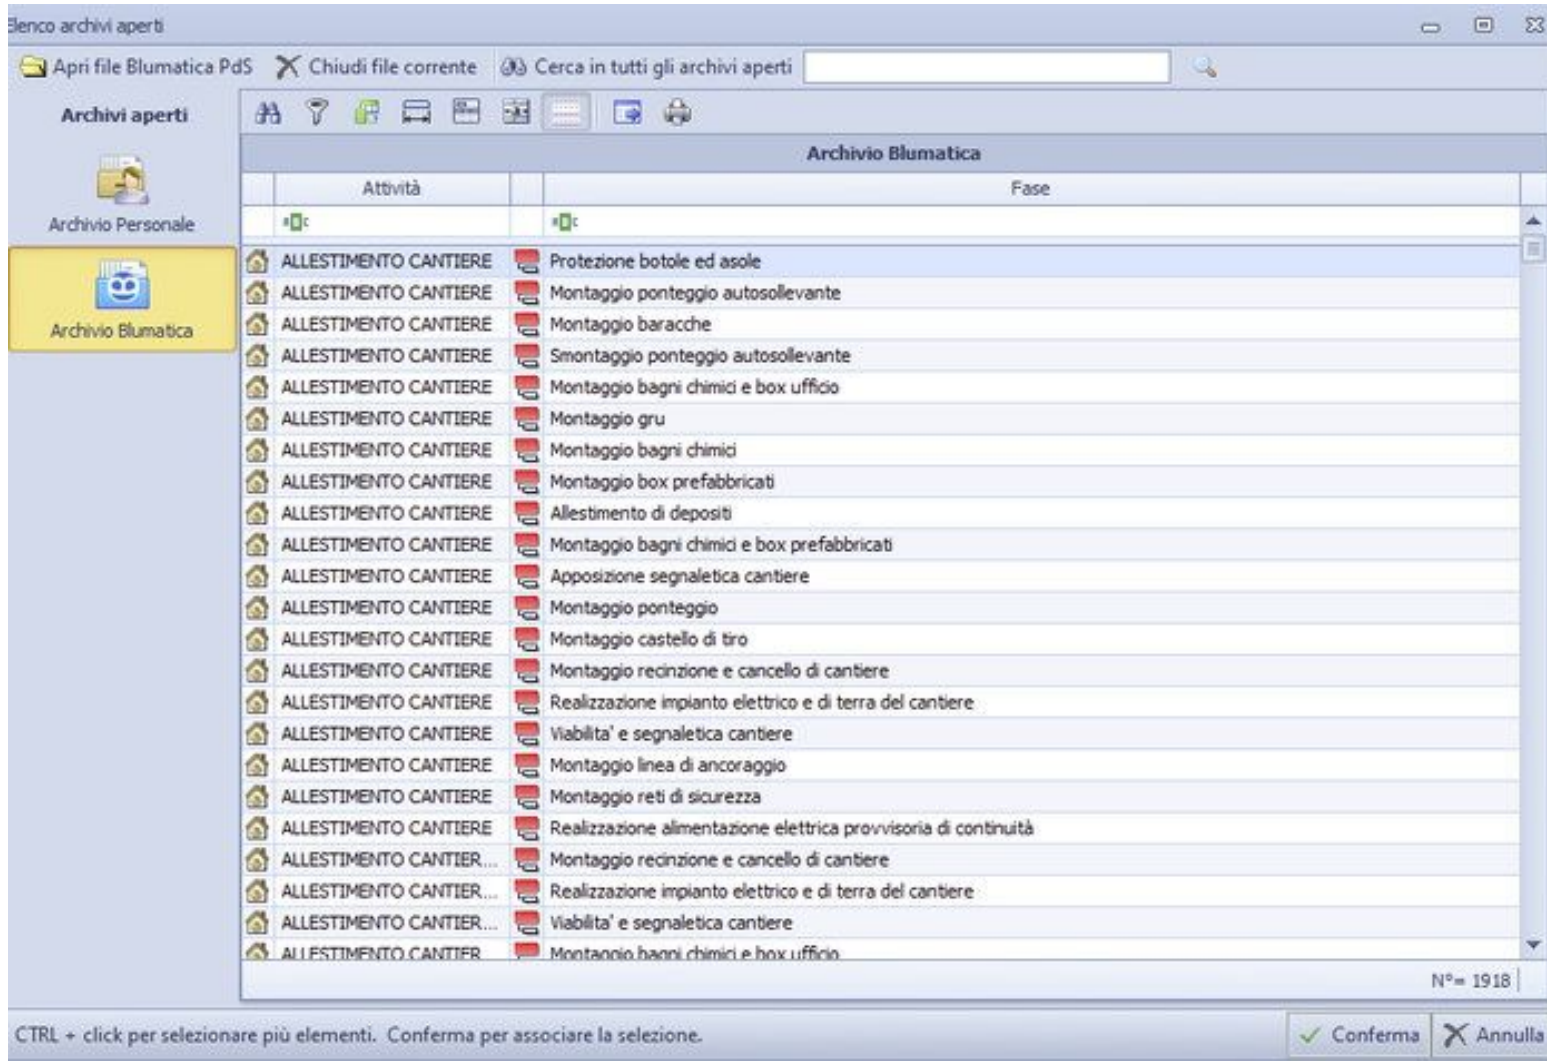 Elenco archivi aperti
Apri file Blumatica PdS Chiudi file corrente Cerca in tutti gli archivi aperti
Archivi aperti
Archivio Personale
Archivio Blumatica
Archivio Blumatica
Attività Fase
ALLESTIMENTO CANTIERE Protezione botole ed asole
ALLESTIMENTO CANTIERE Montaggio ponteggio autosollevante
ALLESTIMENTO CANTIERE Montaggio baracche
ALLESTIMENTO CANTIERE Smontaggio ponteggio autosollevante
ALLESTIMENTO CANTIERE Montaggio bagni chimici e box ufficio
ALLESTIMENTO CANTIERE Montaggio gru
ALLESTIMENTO CANTIERE Montaggio bagni chimici
ALLESTIMENTO CANTIERE Montaggio box prefabbricati
ALLESTIMENTO CANTIERE Allestimento di depositi
ALLESTIMENTO CANTIERE Montaggio bagni chimici e box prefabbricati
ALLESTIMENTO CANTIERE Apposizione segnaletica cantiere
ALLESTIMENTO CANTIERE Montaggio ponteggio
ALLESTIMENTO CANTIERE Montaggio castello di tiro
ALLESTIMENTO CANTIERE Montaggio recinzione e cancello di cantiere
ALLESTIMENTO CANTIERE Realizzazione impianto elettrico e di terra del cantiere
ALLESTIMENTO CANTIERE Viabilita' e segnaletica cantiere
ALLESTIMENTO CANTIERE Montaggio linea di ancoraggio
ALLESTIMENTO CANTIERE Montaggio reti di sicurezza
ALLESTIMENTO CANTIERE Realizzazione alimentazione elettrica provvisoria di continuità
ALLESTIMENTO CANTIER... Montaggio recinzione e cancello di cantiere
ALLESTIMENTO CANTIER... Realizzazione impianto elettrico e di terra del cantiere
ALLESTIMENTO CANTIER... Viabilita' e segnaletica cantiere
ALLESTIMENTO CANTIER Montaggio bagni chimici e box ufficio
N°= 1918
CTRL + click per selezionare più elementi. Conferma per associare la selezione. Conferma Annulla